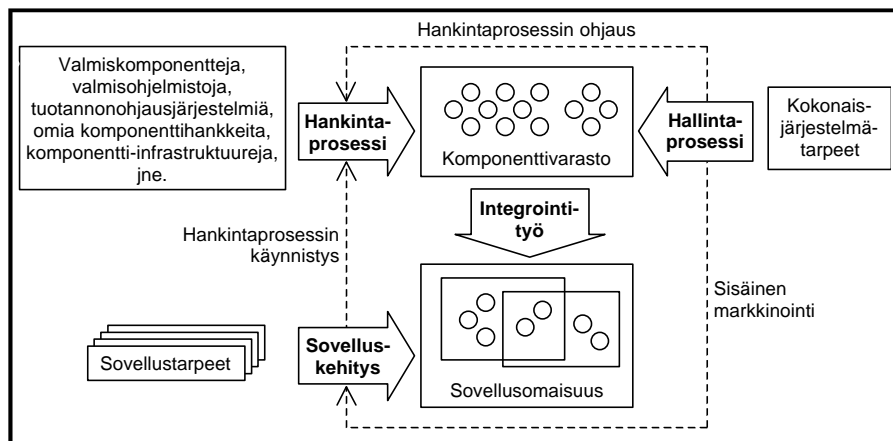 Hankintaprosessin ohjaus
Valmiskomponentteja,
valmisohjelmistoja,
tuotannonohjausjärjestelmiä,
omia komponenttihankkeita,
komponentti-infrastruktuureja,
jne.
Hankinta-
prosessi
Komponenttivarasto
Hallinta-
prosessi
Kokonais-
järjestelmä-
tarpeet
Integrointi-
työ
Hankintaprosessin
käynnistys
Sisäinen
markkinointi
Sovellustarpeet
Sovellus-
kehitys
Sovellusomaisuus